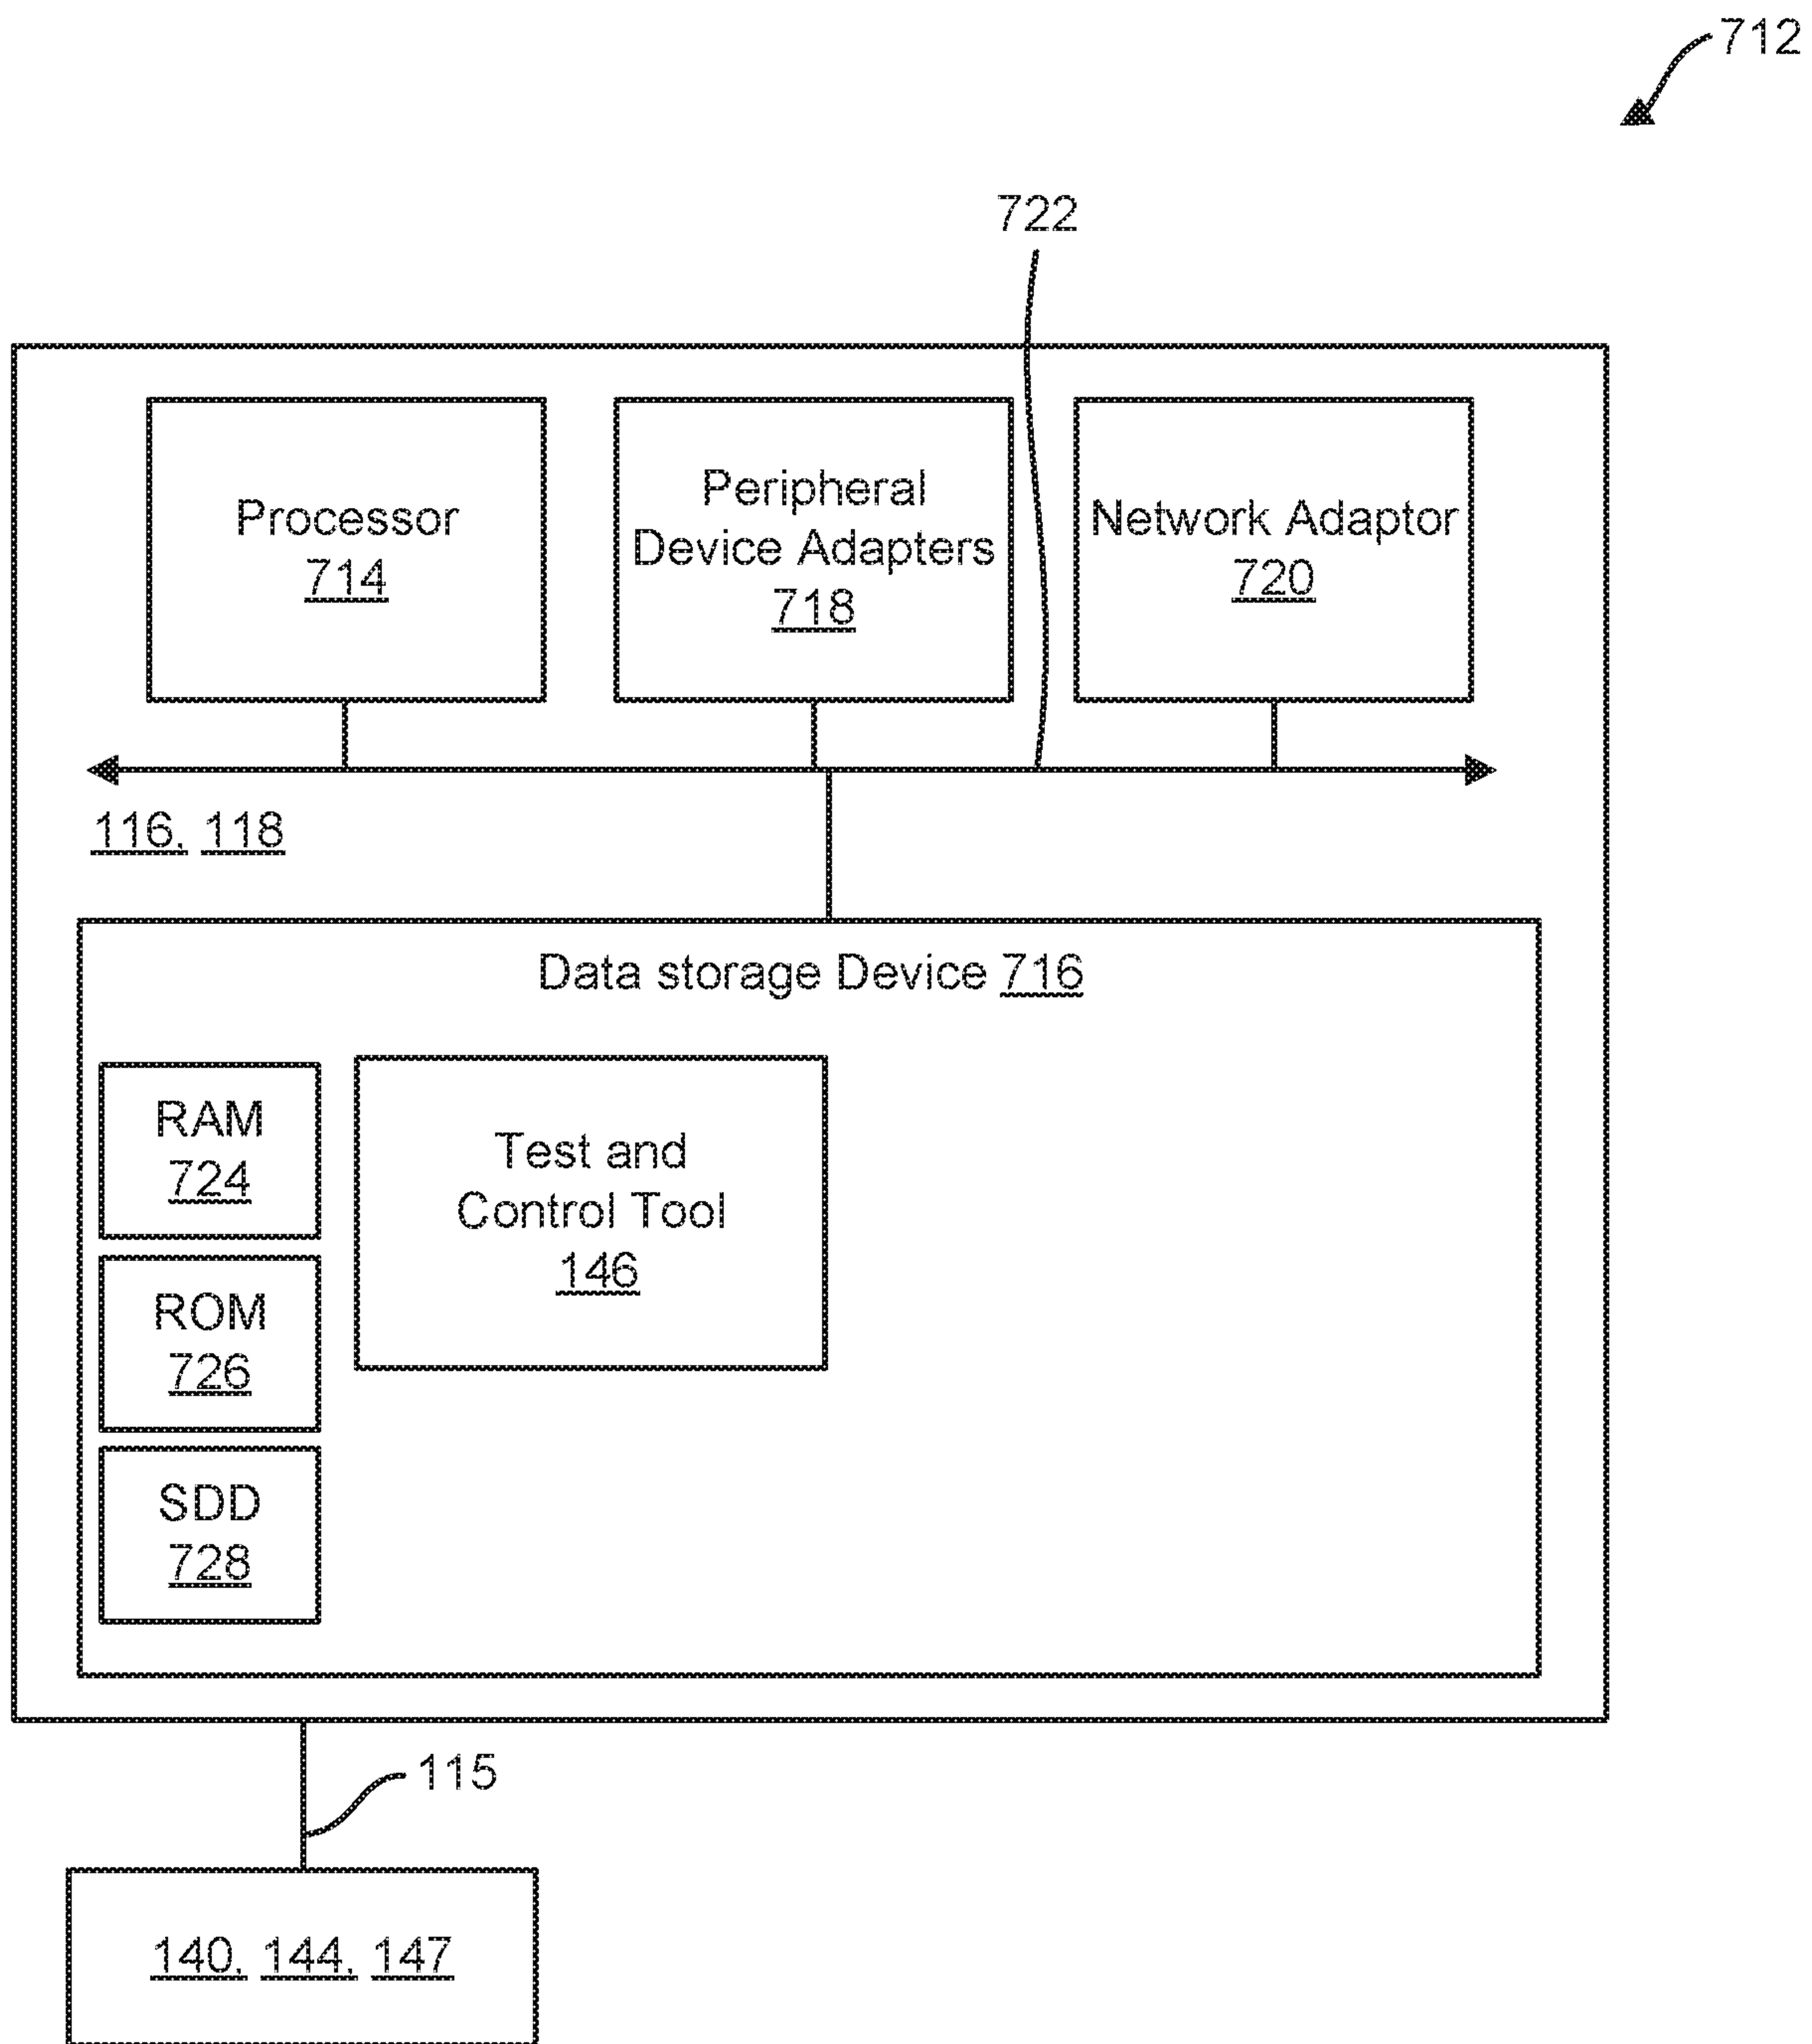 712
722
Processor
714
Peripheral
Device Adapters
718
Network Adaptor
720
116, 118
Data storage Device 716
RAM
724
Test and
Control Tool
146
ROM
726
SDD
728
115
140, 144, 147